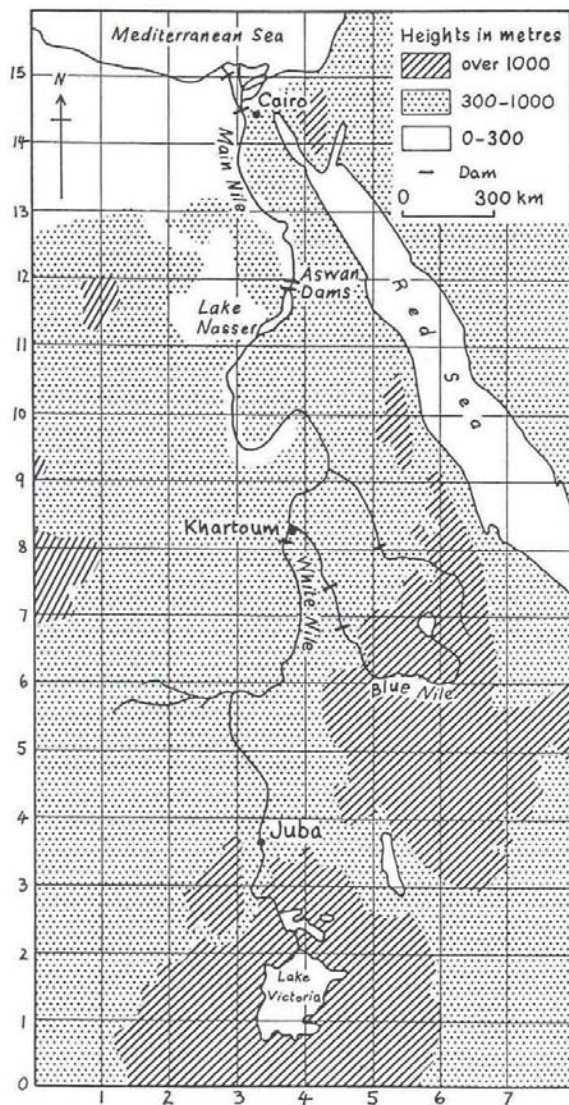 Mediterranean Sea
Heights in metres
over 1000
300-1000
0-300
Dam
0 300 km
N
Cairo
Main Nile
Aswan
Dams
Lake
Nasser
Red Sea
Khartoum
White Nile
Blue Nile
Juba
Lake
Victoria
15
14
13
12
11
10
9
8
7
6
5
4
3
2
1
0
1 2 3 4 5 6 7